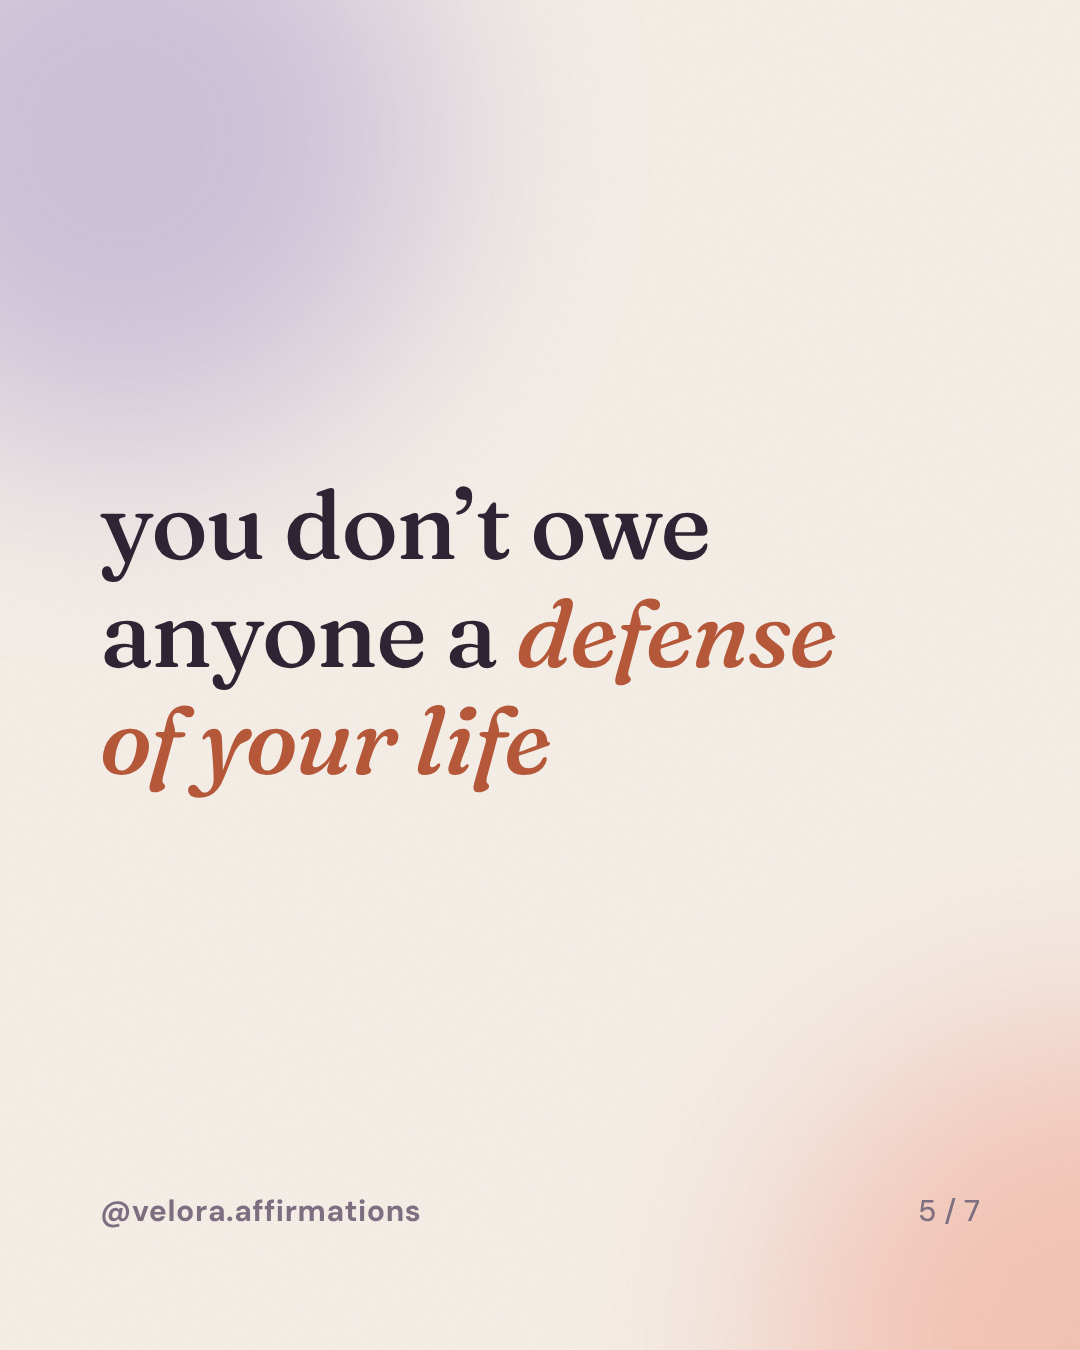 you don’t owe
anyone a defense
of your life
@velora.affirmations
5 / 7